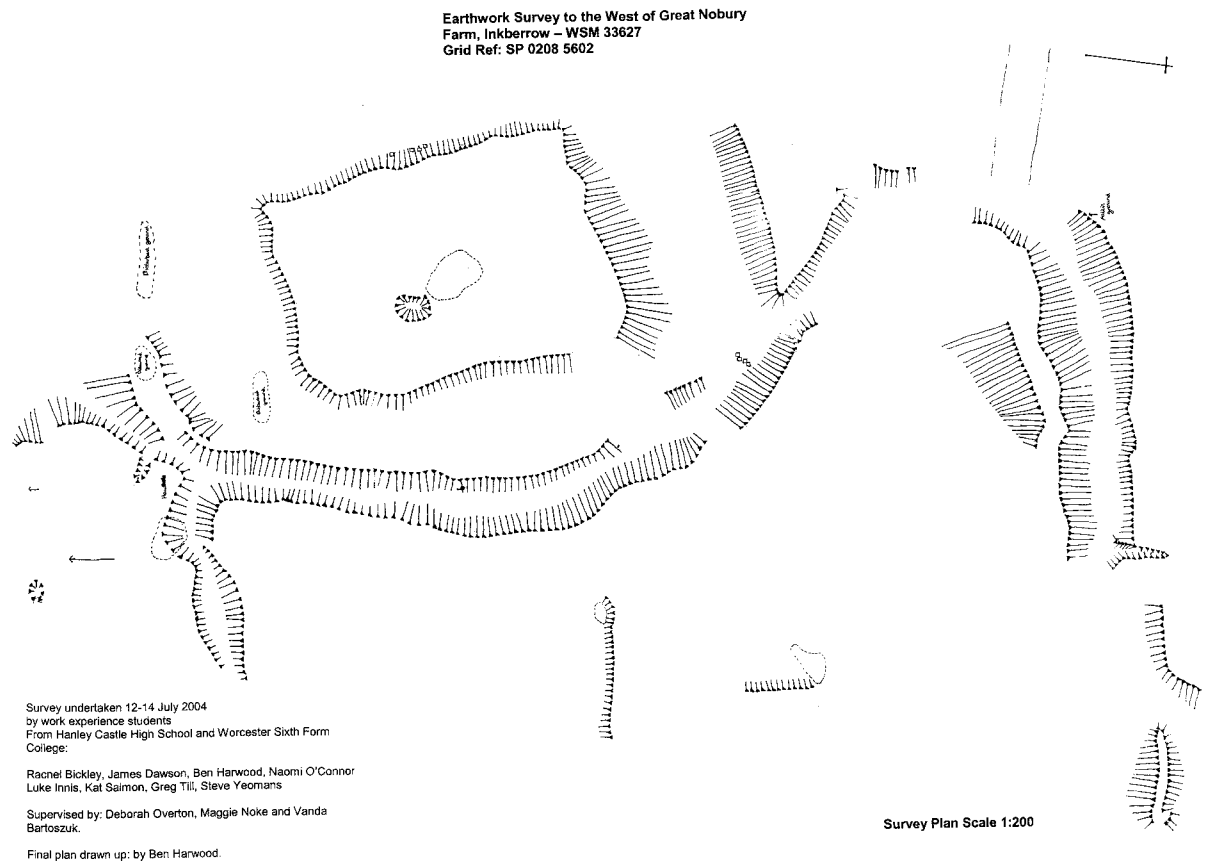 Earthwork Survey to the West of Great Nobury
Farm, Inkberrow – WSM 33627
Grid Ref: SP 0208 5602
Survey undertaken 12-14 July 2004
by work experience students
From Hanley Castle High School and Worcester Sixth Form
College:
Racnel Bickley, James Dawson, Ben Harwood, Naomi O'Connor
Luke Innis, Kat Salmon, Greg Till, Steve Yeomans
Supervised by: Deborah Overton, Maggie Noke and Vanda
Bartoszuk.
Final plan drawn up: by Ben Harwood.
Survey Plan Scale 1:200